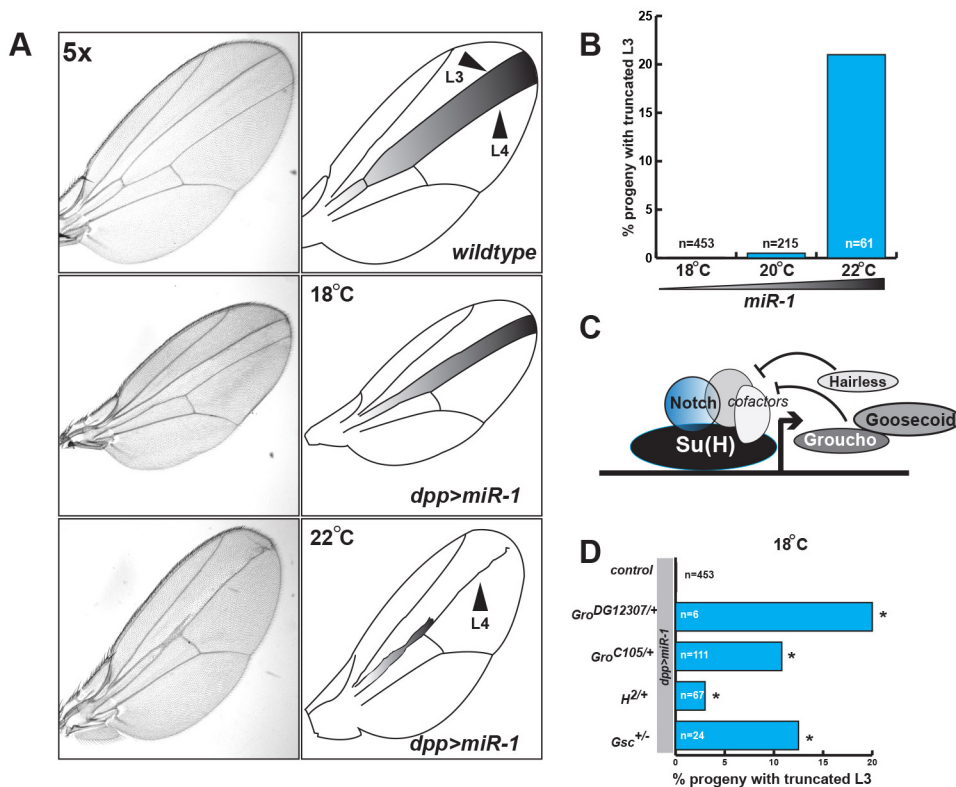 A
5x
L3
L4
wildtype
18°C
dpp>miR-1
22°C
L4
dpp>miR-1
B
% progeny with truncated L3
25
20
15
10
5
0
n=453
n=215
n=61
18°C
20°C
22°C
miR-1
C
Notch
cofactors
Hairless
Goosecoid
Groucho
Su(H)
D
18°C
dpp>miR-1
control
n=453
Gro^DG12307/+
n=6
*
Gro^C105/+
n=111
*
H^2/+
n=67
*
Gsc^+/-
n=24
*
0
5
10
15
20
% progeny with truncated L3